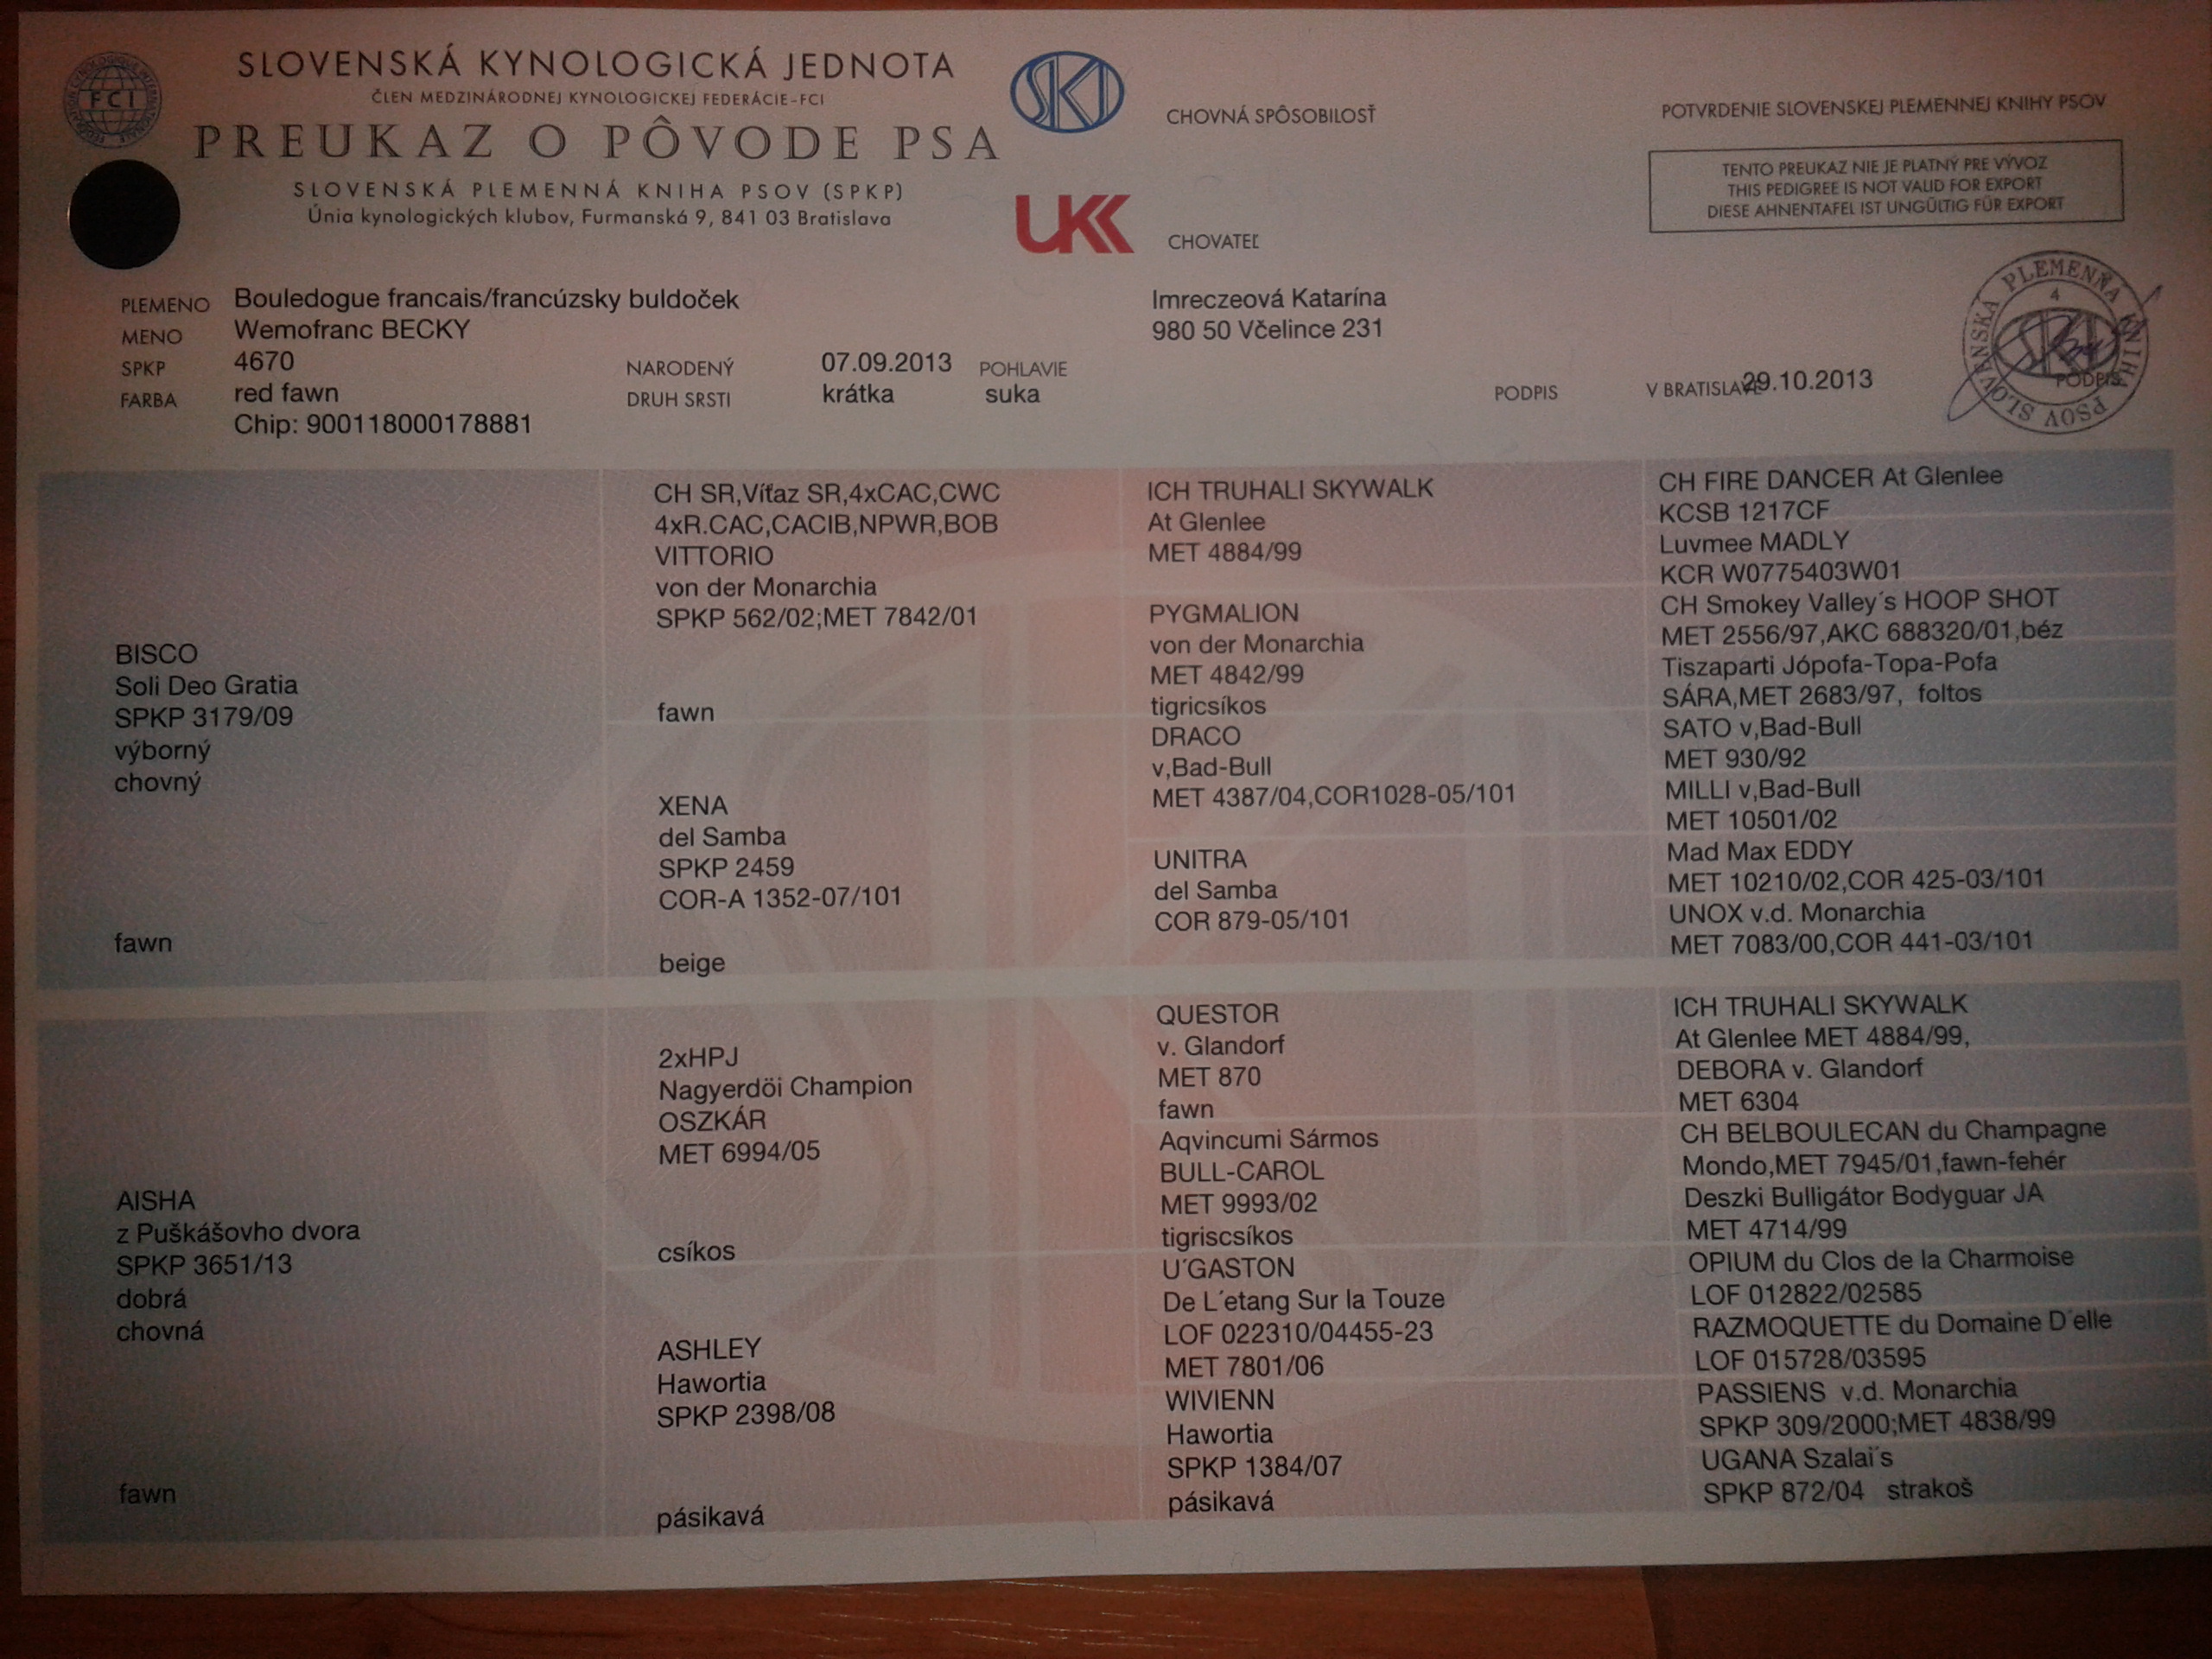 SLOVENSKÁ KYNOLOGICKÁ JEDNOTA
ČLEN MEDZINÁRODNEJ KYNOLOGICKEJ FEDERÁCIE-FCI
PREUKAZ O PÔVODE PSA
SLOVENSKÁ PLEMENNÁ KNIHA PSOV (SPKP)
Únia kynologických klubov, Furmanská 9, 841 03 Bratislava
FCI
SKJ
UKK
CHOVNÁ SPÔSOBILOSŤ
CHOVATEĽ
POTVRDENIE SLOVENSKEJ PLEMENNEJ KNIHY PSOV
TENTO PREUKAZ NIE JE PLATNÝ PRE VÝVOZ
THIS PEDIGREE IS NOT VALID FOR EXPORT
DIESE AHNENTAFEL IST UNGÜLTIG FÜR EXPORT
PLEMENO Bouledogue francais/francúzsky buldoček
MENO Wemofranc BECKY
SPKP 4670 NARODENÝ 07.09.2013 POHLAVIE
FARBA red fawn DRUH SRSTI krátka suka
Chip: 900118000178881
Imreczeová Katarína
980 50 Včelince 231
PODPIS
V BRATISLAVE 29.10.2013
PODPIS
SLOVENSKÁ PLEMENNÁ KNIHA PSOV
4
BISCO
Soli Deo Gratia
SPKP 3179/09
výborný
chovný
fawn
CH SR,Víťaz SR,4xCAC,CWC
4xR.CAC,CACIB,NPWR,BOB
VITTORIO
von der Monarchia
SPKP 562/02;MET 7842/01
fawn
XENA
del Samba
SPKP 2459
COR-A 1352-07/101
beige
ICH TRUHALI SKYWALK
At Glenlee
MET 4884/99
PYGMALION
von der Monarchia
MET 4842/99
tigricsíkos
DRACO
v,Bad-Bull
MET 4387/04,COR1028-05/101
UNITRA
del Samba
COR 879-05/101
CH FIRE DANCER At Glenlee
KCSB 1217CF
Luvmee MADLY
KCR W0775403W01
CH Smokey Valley´s HOOP SHOT
MET 2556/97,AKC 688320/01,béz
Tiszaparti Jópofa-Topa-Pofa
SÁRA,MET 2683/97, foltos
SATO v,Bad-Bull
MET 930/92
MILLI v,Bad-Bull
MET 10501/02
Mad Max EDDY
MET 10210/02,COR 425-03/101
UNOX v.d. Monarchia
MET 7083/00,COR 441-03/101
AISHA
z Puškášovho dvora
SPKP 3651/13
dobrá
chovná
fawn
2xHPJ
Nagyerdöi Champion
OSZKÁR
MET 6994/05
csíkos
ASHLEY
Hawortia
SPKP 2398/08
pásikavá
QUESTOR
v. Glandorf
MET 870
fawn
Aqvincumi Sármos
BULL-CAROL
MET 9993/02
tigriscsíkos
U´GASTON
De L´etang Sur la Touze
LOF 022310/04455-23
MET 7801/06
WIVIENN
Hawortia
SPKP 1384/07
pásikavá
ICH TRUHALI SKYWALK
At Glenlee MET 4884/99,
DEBORA v. Glandorf
MET 6304
CH BELBOULECAN du Champagne
Mondo,MET 7945/01,fawn-fehér
Deszki Bulligátor Bodyguar JA
MET 4714/99
OPIUM du Clos de la Charmoise
LOF 012822/02585
RAZMOQUETTE du Domaine D´elle
LOF 015728/03595
PASSIENS v.d. Monarchia
SPKP 309/2000;MET 4838/99
UGANA Szalai´s
SPKP 872/04 strakoš